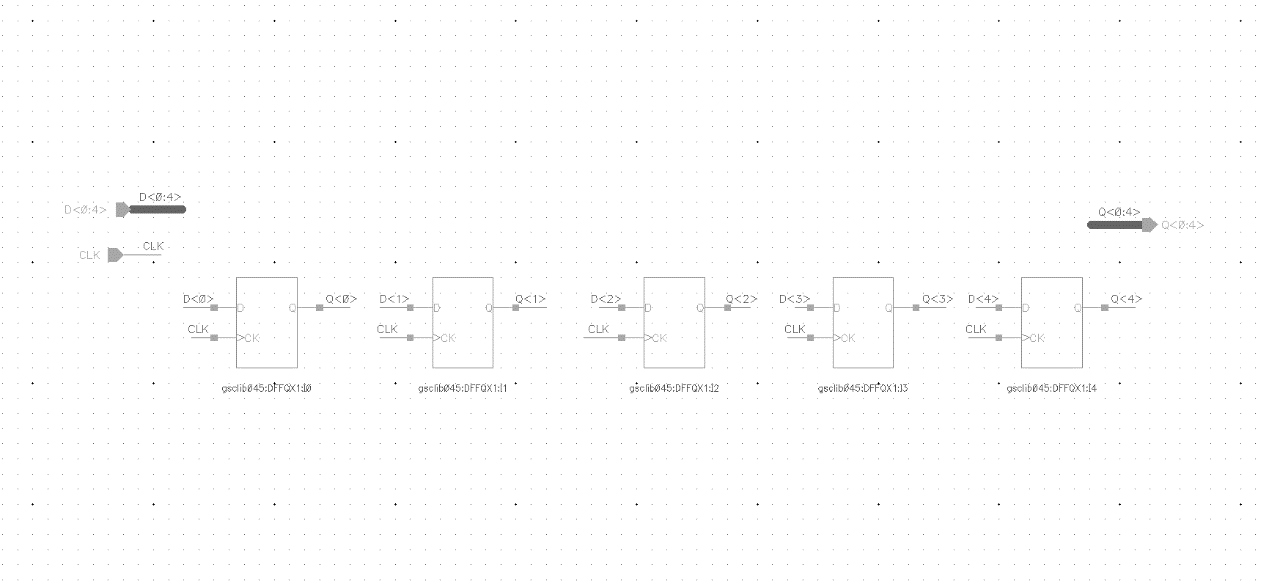 D<0:4>
D<0:4>
Q<0:4>
Q<0:4>
CLK
CLK
D<0>
Q<0>
D<1>
Q<1>
D<2>
Q<2>
D<3>
Q<3>
D<4>
Q<4>
D
Q
D
Q
D
Q
D
Q
D
Q
CLK
CK
CLK
CK
CLK
CK
CLK
CK
CLK
CK
gsclib045:DFFQX1:I0
gsclib045:DFFQX1:I1
gsclib045:DFFQX1:I2
gsclib045:DFFQX1:I3
gsclib045:DFFQX1:I4